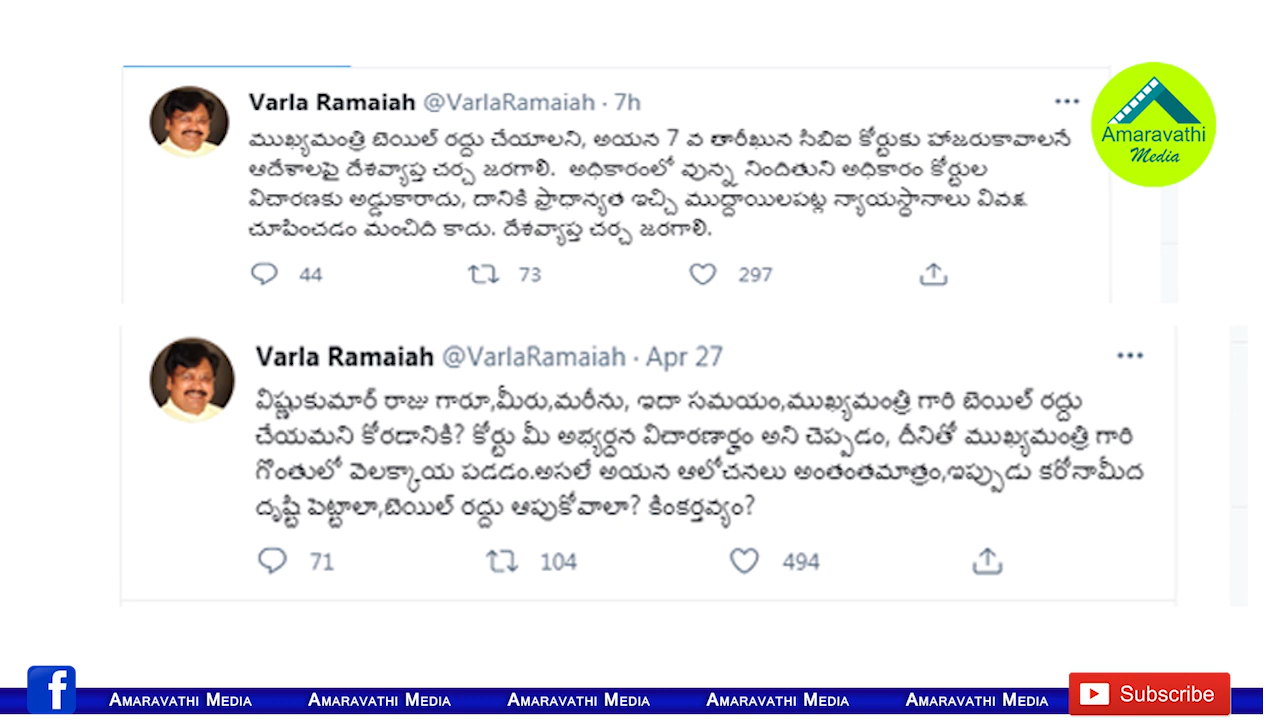 Varla Ramaiah @VarlaRamaiah · 7h
ముఖ్యమంత్రి బెయిల్ రద్దు చేయాలని, అయన 7 వ తారీఖున సిబిఐ కోర్టుకు హాజరుకావాలనే
ఆదేశాలపై దేశవ్యాప్త చర్చ జరగాలి. అధికారంలో వున్న నిందితుని అధికారం కోర్టుల
విచారణకు అడ్డుకారాదు, దానికి ప్రాధాన్యత ఇచ్చి ముద్దాయిలపట్ల న్యాయస్థానాలు వివక్ష
చూపించడం మంచిది కాదు. దేశవ్యాప్త చర్చ జరగాలి.
44 73 297
Amaravathi
Media
Varla Ramaiah @VarlaRamaiah · Apr 27
విష్ణుకుమార్ రాజు గారూ,మీరు,మరీను, ఇదా సమయం,ముఖ్యమంత్రి గారి బెయిల్ రద్దు
చేయమని కోరడానికి? కోర్టు మీ అభ్యర్దన విచారణార్హం అని చెప్పడం, దీనితో ముఖ్యమంత్రి గారి
గొంతులో వెలక్కాయ పడడం.అసలే అయన ఆలోచనలు అంతంతమాత్రం,ఇప్పుడు కరోనామీద
దృష్టి పెట్టాలా,బెయిల్ రద్దు ఆపుకోవాలా? కింకర్తవ్యం?
71 104 494
f Amaravathi Media Amaravathi Media Amaravathi Media Amaravathi Media Amaravathi Media Subscribe